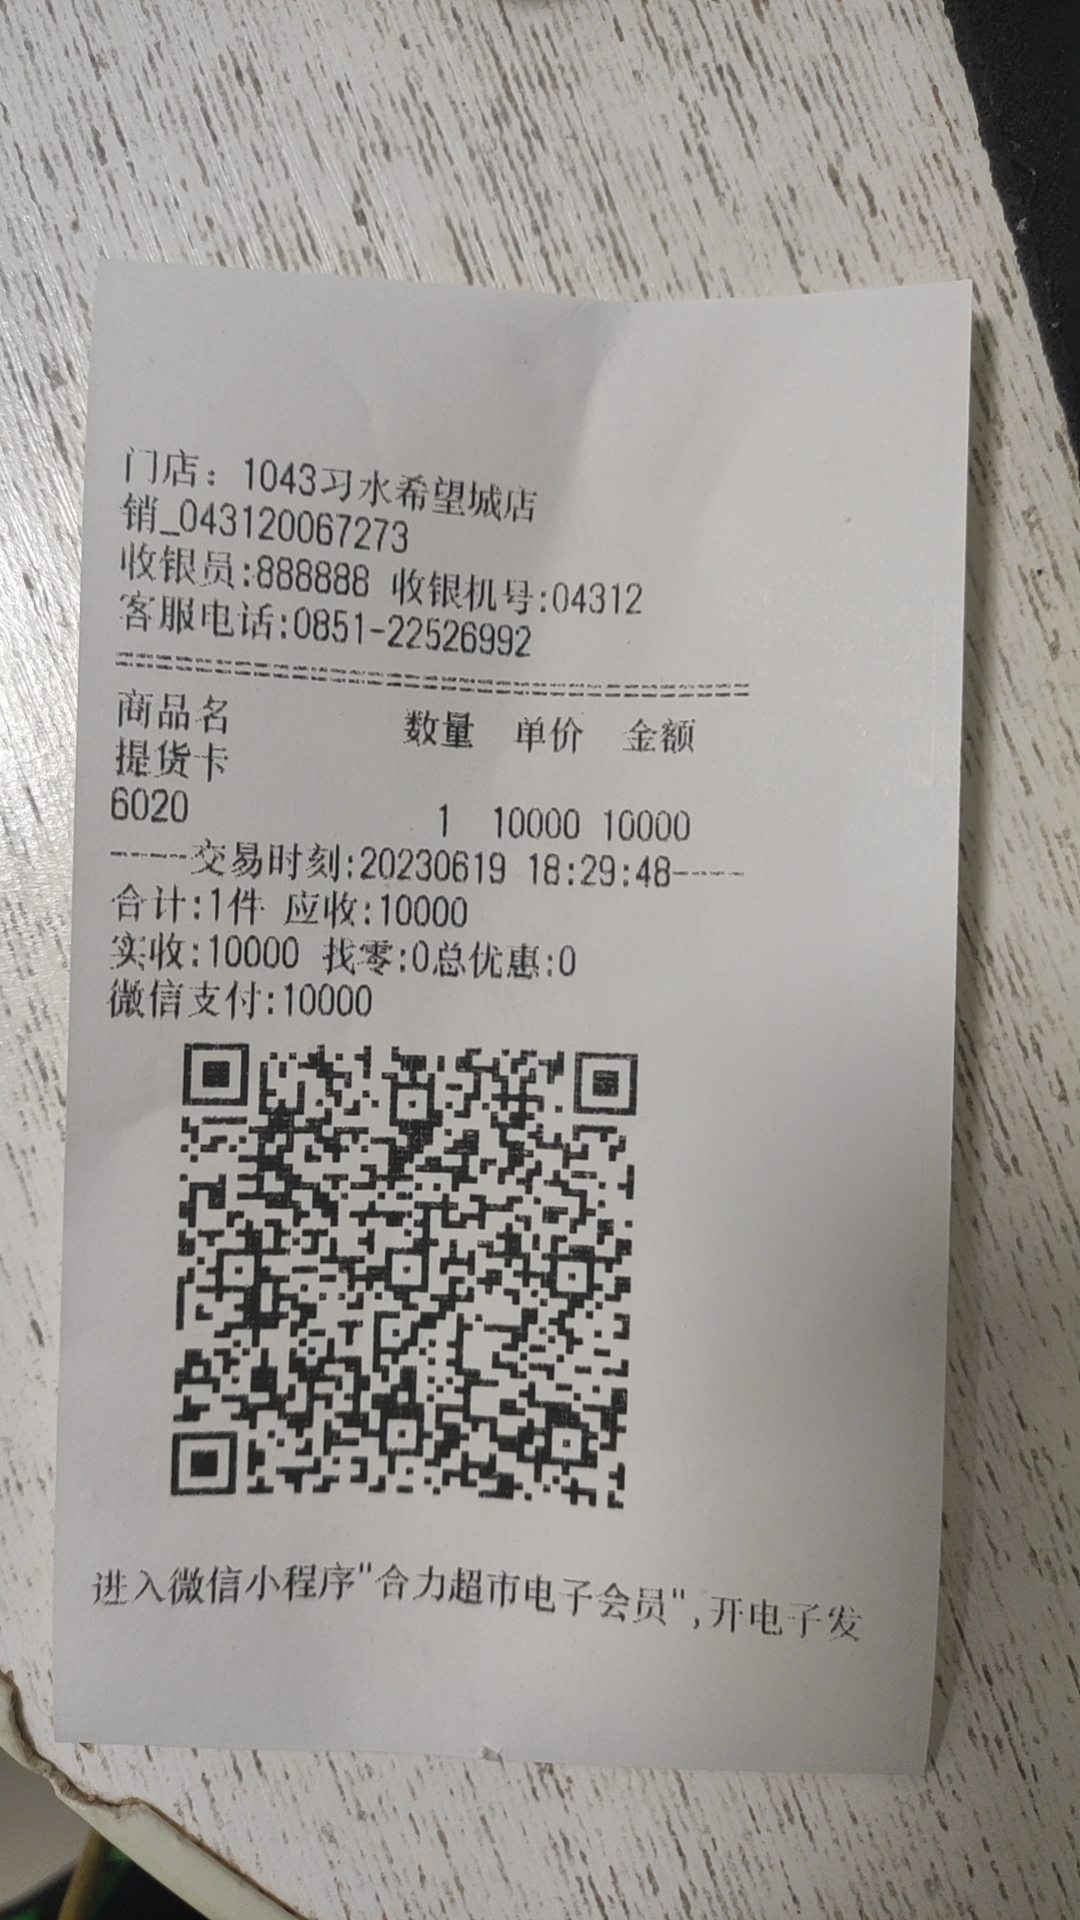 门店：1043习水希望城店
销_043120067273
收银员:888888 收银机号:04312
客服电话:0851-22526992
商品名 数量 单价 金额
提货卡
6020 1 10000 10000
-----交易时刻:20230619 18:29:48-----
合计:1件 应收:10000
实收:10000 找零:0总优惠:0
微信支付:10000
进入微信小程序"合力超市电子会员",开电子发